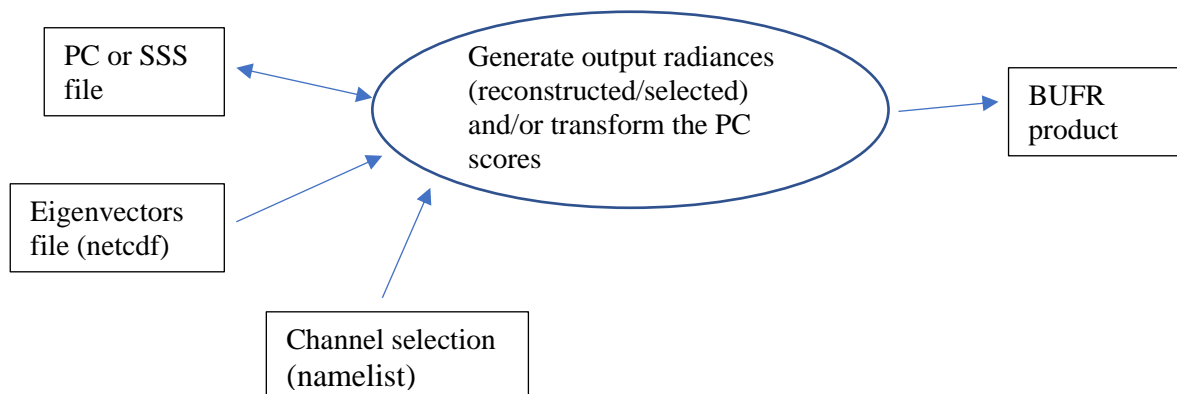 PC or SSS
file
Generate output radiances
(reconstructed/selected)
and/or transform the PC
scores
BUFR
product
Eigenvectors
file (netcdf)
Channel selection
(namelist)